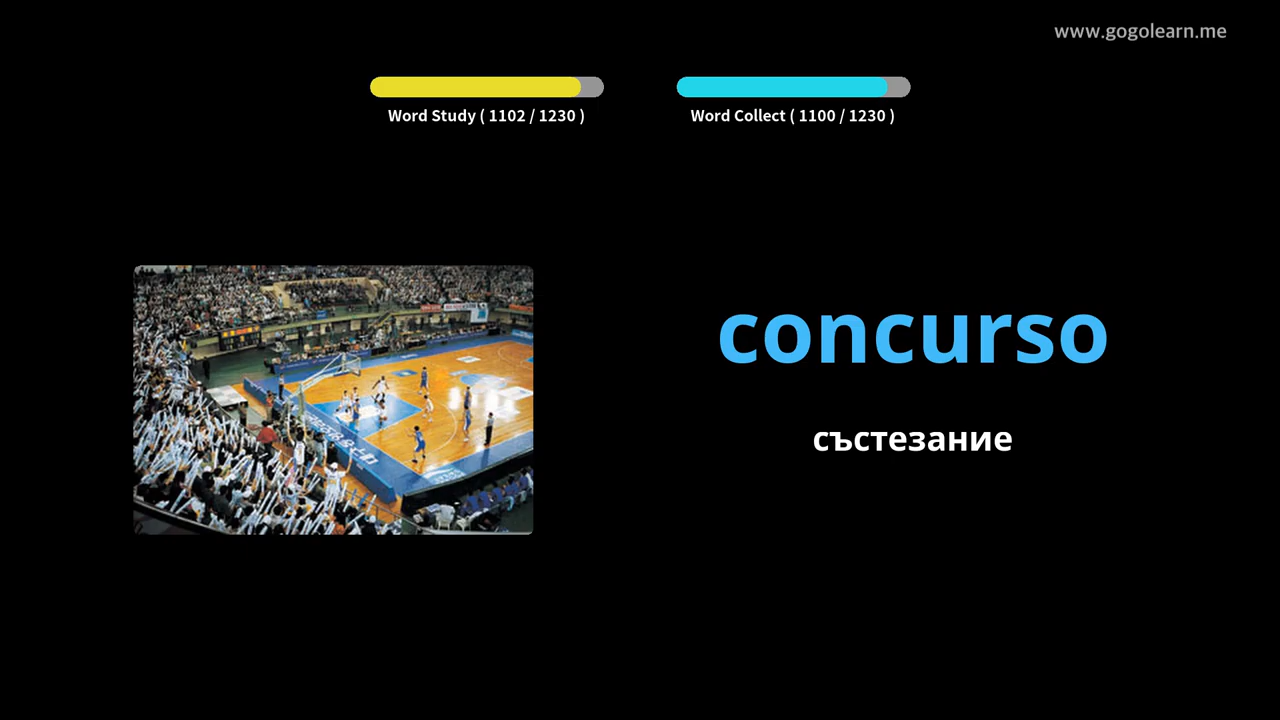 www.gogolearn.me
Word Study ( 1102 / 1230 )
Word Collect ( 1100 / 1230 )
concurso
състезание